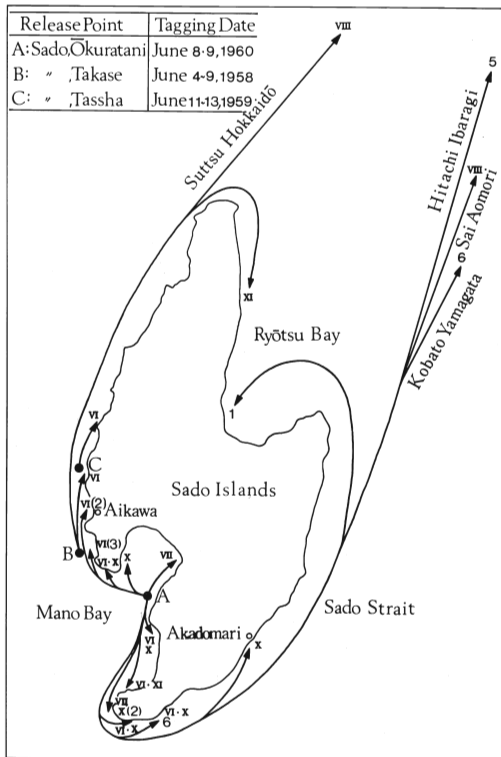 Release Point Tagging Date
A: Sado, Ōkuratani June 8-9, 1960
B: 〃 ,Takase June 4-9, 1958
C: 〃 ,Tassha June 11-13, 1959
VIII
5
Suttsu Hokkaidō
Hitachi Ibaragi
VIII
Sai Aomori
6
Kobato Yamagata
XI
Ryōtsu Bay
1
VI
C
VI
Sado Islands
VI(2)
Aikawa
VI(3)
B
VI·X
X
VII
A
Mano Bay
Sado Strait
Akadomari
VI
X
X
VI·XI
VII
X(2)
VI·X
6
VI·X